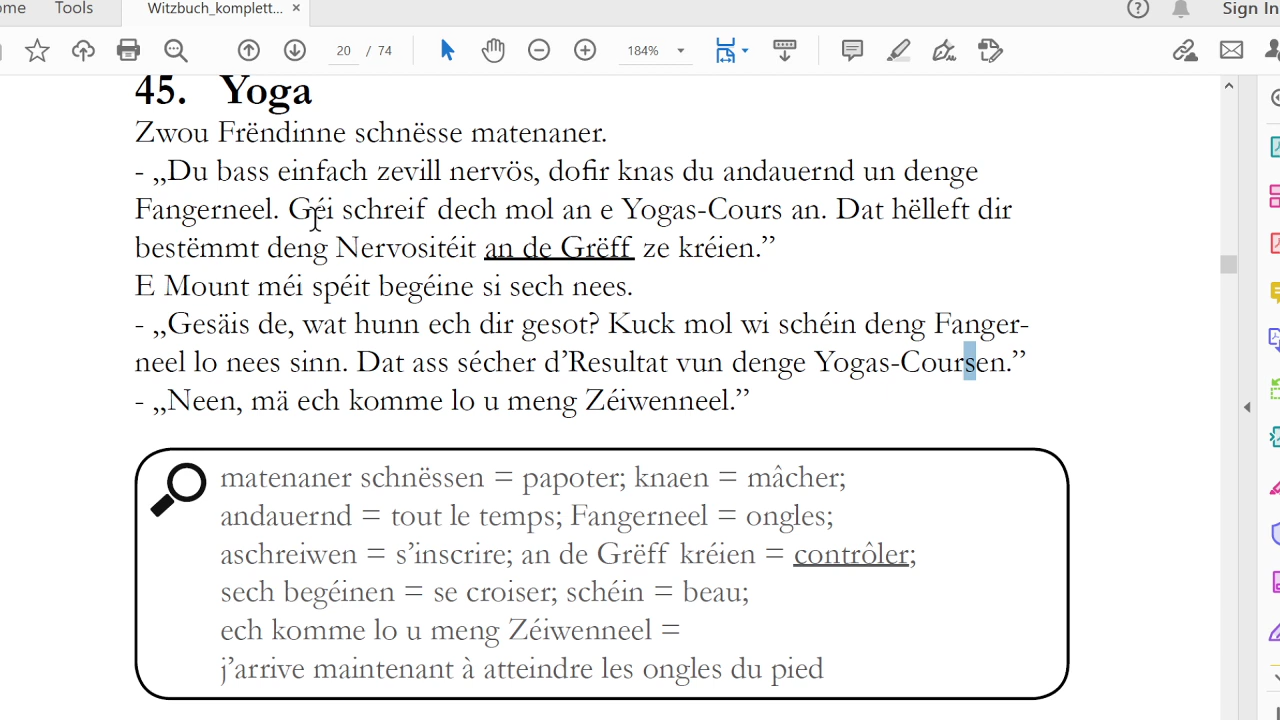 ome Tools Witzbuch_komplett... × Sign In
20 / 74 184%
45. Yoga
Zwou Frëndinne schnësse matenaner.
- „Du bass einfach zevill nervös, dofir knas du andauernd un denge
Fangerneel. Géi schreif dech mol an e Yogas-Cours an. Dat hëlleft dir
bestëmmt deng Nervositéit an de Grëff ze kréien.”
E Mount méi spéit begéine si sech nees.
- „Gesäis de, wat hunn ech dir gesot? Kuck mol wi schéin deng Fanger-
neel lo nees sinn. Dat ass sécher d’Resultat vun denge Yogas-Coursen.”
- „Neen, mä ech komme lo u meng Zéiwenneel.”
matenaner schnëssen = papoter; knaen = mâcher;
andauernd = tout le temps; Fangerneel = ongles;
aschreiwen = s’inscrire; an de Grëff kréien = contrôler;
sech begéinen = se croiser; schéin = beau;
ech komme lo u meng Zéiwenneel =
j’arrive maintenant à atteindre les ongles du pied